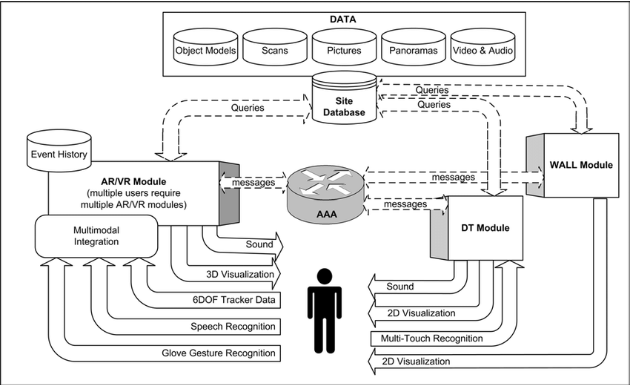 DATA
Object Models
Scans
Pictures
Panoramas
Video & Audio
Site
Database
Queries
Queries
Queries
Event History
AR/VR Module
(multiple users require
multiple AR/VR modules)
Multimodal
Integration
messages
AAA
messages
messages
WALL Module
DT Module
Sound
3D Visualization
6DOF Tracker Data
Speech Recognition
Glove Gesture Recognition
Sound
2D Visualization
Multi-Touch Recognition
2D Visualization